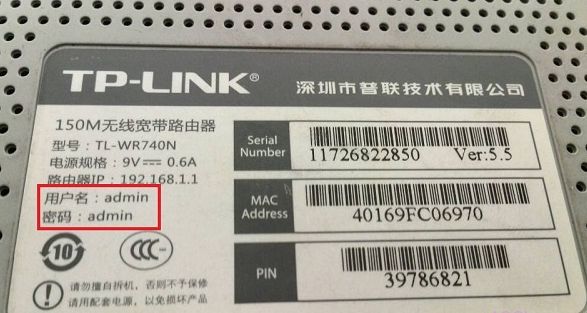 TP-LINK® 深圳市普联技术有限公司
150M无线宽带路由器
型号：TL-WR740N
电源规格：9V⎓0.6A
路由器IP：192.168.1.1
用户名：admin
密码：admin
Serial Number 11726822850 Ver:5.5
MAC Address 40169FC06970
PIN 39786821
10
CCC
请勿擅自拆机，否则不予保修
请用配套电源，以免损坏产品